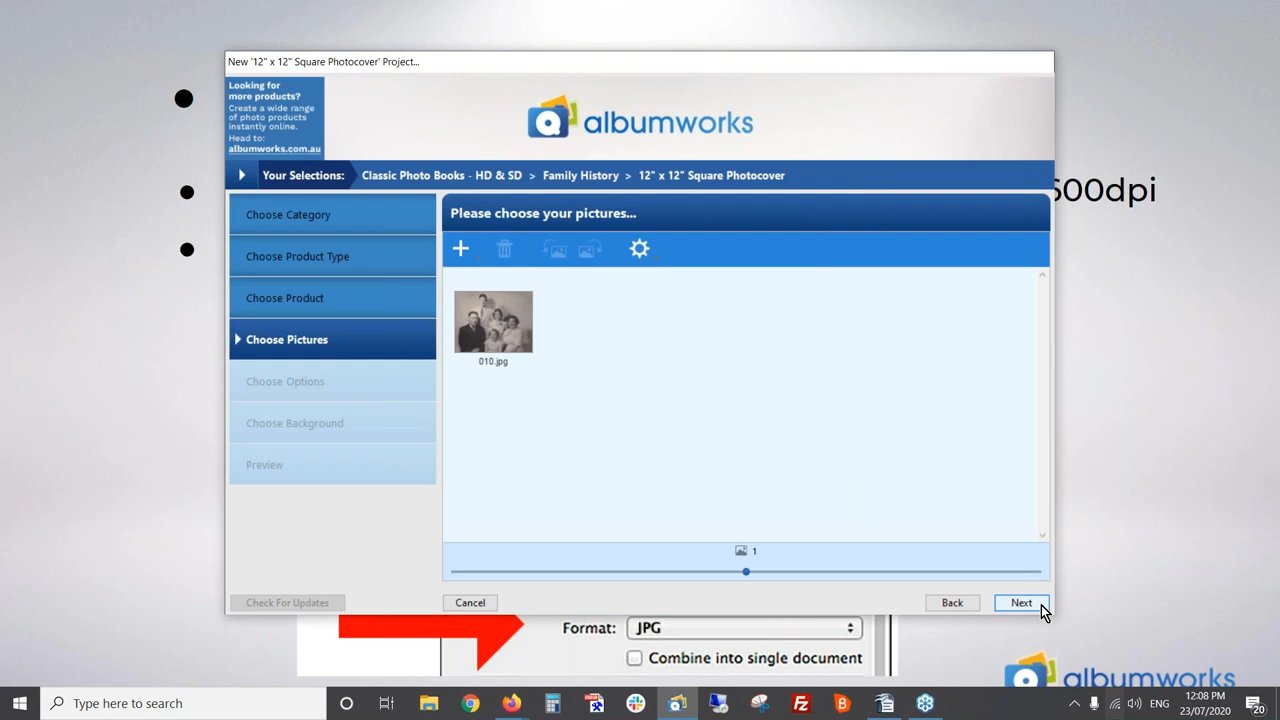 New '12" x 12" Square Photocover' Project...
Looking for
more products?
Create a wide range
of photo products
instantly online.
Head to:
albumworks.com.au
albumworks
Your Selections: Classic Photo Books - HD & SD > Family History > 12" x 12" Square Photocover
Choose Category
Choose Product Type
Choose Product
Choose Pictures
Choose Options
Choose Background
Preview
Please choose your pictures...
010.jpg
1
Check For Updates
Cancel
Back
Next
600dpi
Format: JPG
Combine into single document
albumworks
Type here to search
ENG
12:08 PM
23/07/2020
20